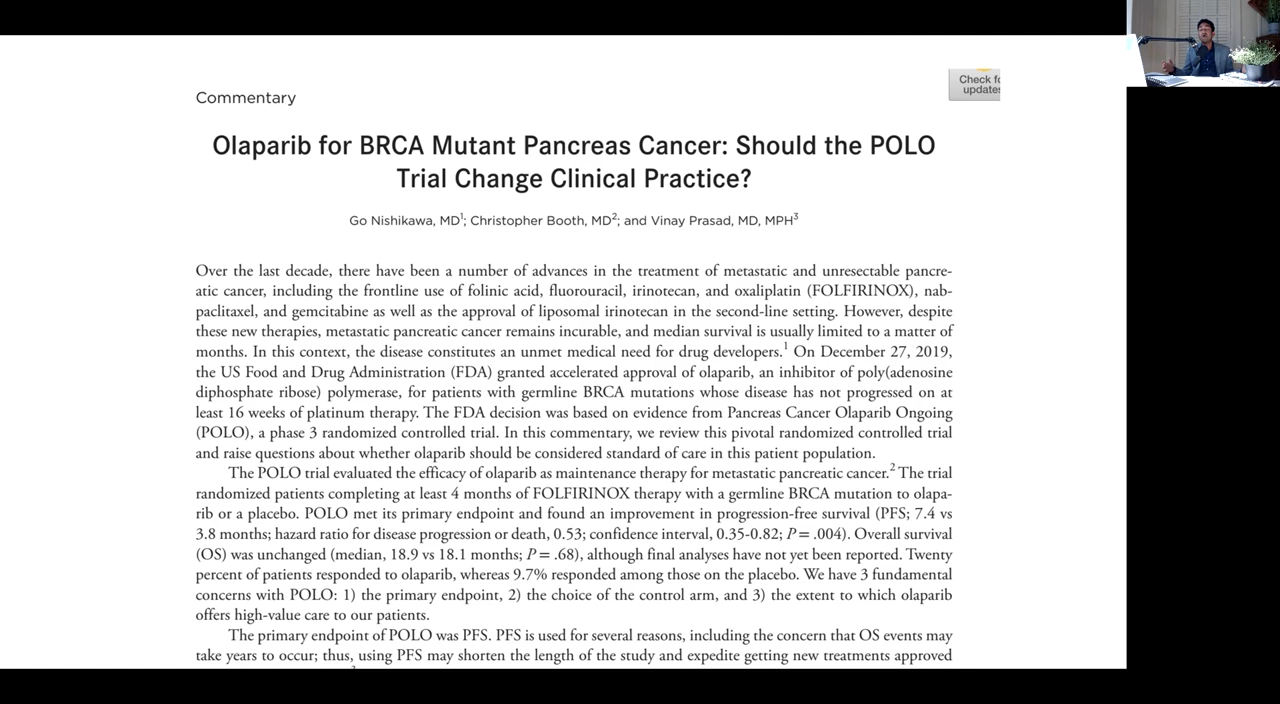 Check fo
updates
Commentary
Olaparib for BRCA Mutant Pancreas Cancer: Should the POLO
Trial Change Clinical Practice?
Go Nishikawa, MD1; Christopher Booth, MD2; and Vinay Prasad, MD, MPH3
Over the last decade, there have been a number of advances in the treatment of metastatic and unresectable pancre-
atic cancer, including the frontline use of folinic acid, fluorouracil, irinotecan, and oxaliplatin (FOLFIRINOX), nab-
paclitaxel, and gemcitabine as well as the approval of liposomal irinotecan in the second-line setting. However, despite
these new therapies, metastatic pancreatic cancer remains incurable, and median survival is usually limited to a matter of
months. In this context, the disease constitutes an unmet medical need for drug developers.1 On December 27, 2019,
the US Food and Drug Administration (FDA) granted accelerated approval of olaparib, an inhibitor of poly(adenosine
diphosphate ribose) polymerase, for patients with germline BRCA mutations whose disease has not progressed on at
least 16 weeks of platinum therapy. The FDA decision was based on evidence from Pancreas Cancer Olaparib Ongoing
(POLO), a phase 3 randomized controlled trial. In this commentary, we review this pivotal randomized controlled trial
and raise questions about whether olaparib should be considered standard of care in this patient population.
The POLO trial evaluated the efficacy of olaparib as maintenance therapy for metastatic pancreatic cancer.2 The trial
randomized patients completing at least 4 months of FOLFIRINOX therapy with a germline BRCA mutation to olapa-
rib or a placebo. POLO met its primary endpoint and found an improvement in progression-free survival (PFS; 7.4 vs
3.8 months; hazard ratio for disease progression or death, 0.53; confidence interval, 0.35-0.82; P = .004). Overall survival
(OS) was unchanged (median, 18.9 vs 18.1 months; P = .68), although final analyses have not yet been reported. Twenty
percent of patients responded to olaparib, whereas 9.7% responded among those on the placebo. We have 3 fundamental
concerns with POLO: 1) the primary endpoint, 2) the choice of the control arm, and 3) the extent to which olaparib
offers high-value care to our patients.
The primary endpoint of POLO was PFS. PFS is used for several reasons, including the concern that OS events may
take years to occur; thus, using PFS may shorten the length of the study and expedite getting new treatments approved